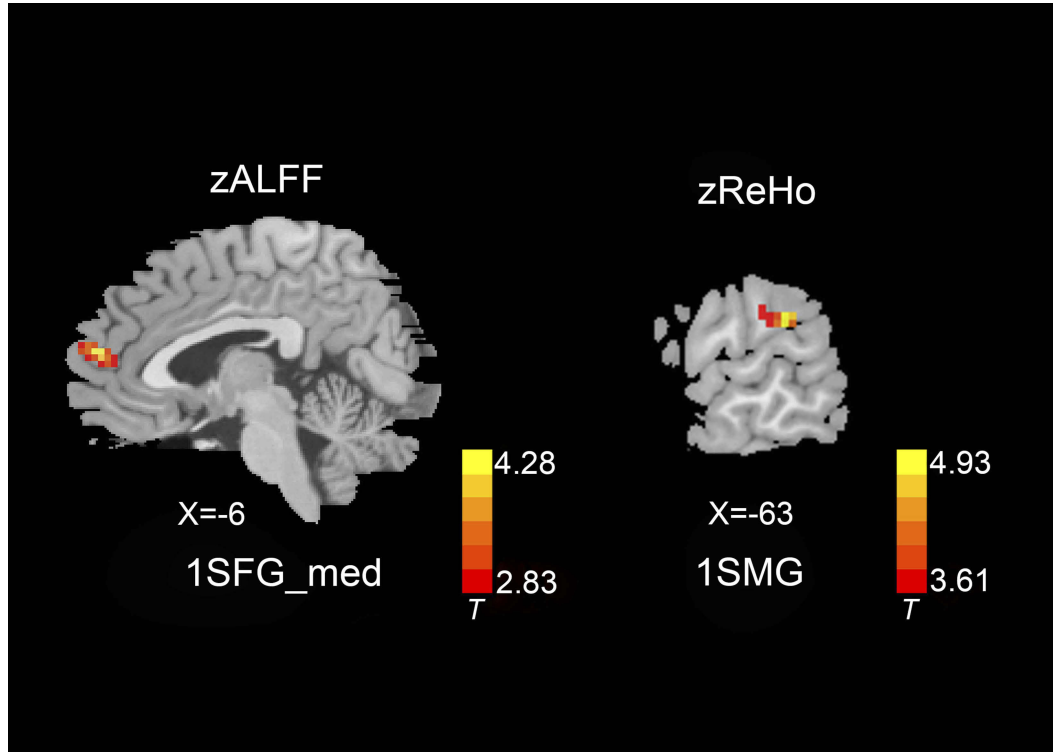 zALFF
zReHo
4.28
2.83
T
4.93
3.61
T
X=-6
X=-63
1SFG_med
1SMG